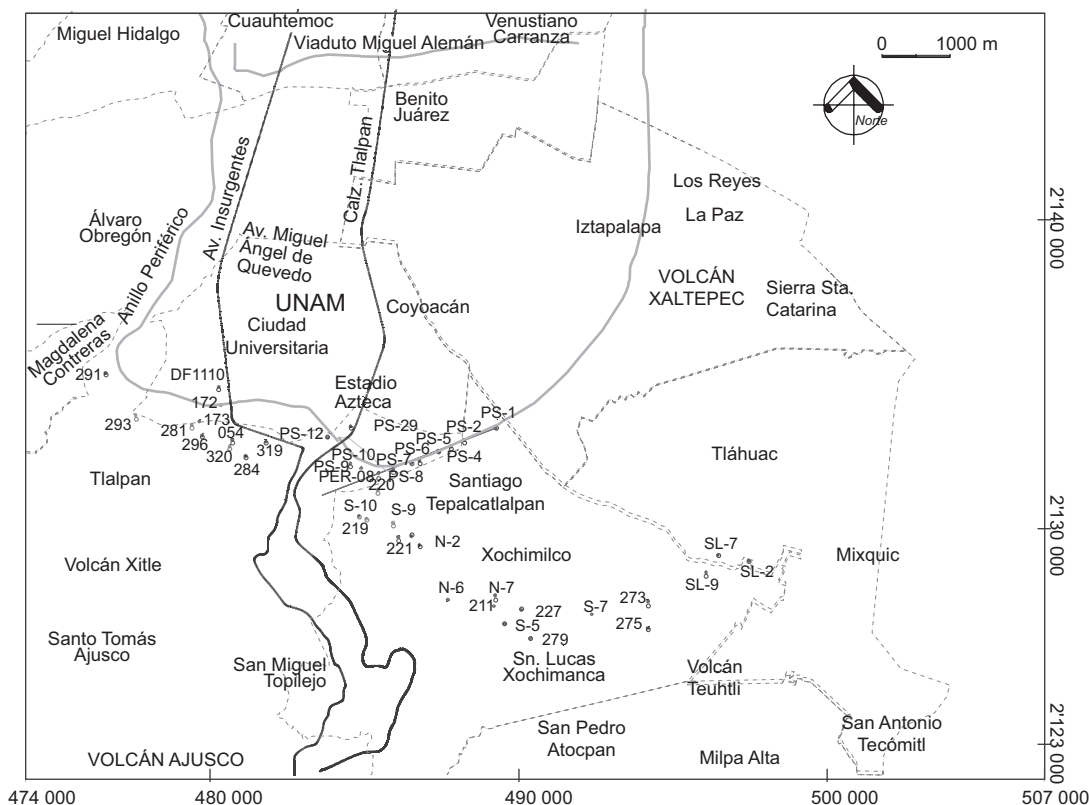 Cuauhtemoc
Venustiano
Carranza
Miguel Hidalgo
Viaduto Miguel Alemán
0 1000 m
Norte
Benito
Juárez
Calz. Tlalpan
Av. Insurgentes
Anillo Periférico
Álvaro
Obregón
Av. Miguel
Ángel de
Quevedo
Los Reyes
La Paz
Iztapalapa
2'140 000
UNAM
Ciudad
Universitaria
Coyoacán
VOLCÁN
XALTEPEC
Sierra Sta.
Catarina
Magdalena
Contreras
291
DF1110
172
Estadio
Azteca
293
281
173
296
054
320
284
319
PS-12
PS-29
PS-1
PS-2
PS-5
PS-6
PS-4
PS-10
PS-9
PS-7
PER-08
PS-8
220
Tlalpan
Santiago
Tepalcatlalpan
Tláhuac
S-10
219
S-9
221
N-2
Xochimilco
2'130 000
SL-7
SL-2
SL-9
Mixquic
Volcán Xitle
N-6
N-7
211
227
S-7
273
275
S-5
279
Santo Tomás
Ajusco
San Miguel
Topilejo
Sn. Lucas
Xochimanca
Volcán
Teuhtli
San Pedro
Atocpan
Milpa Alta
San Antonio
Tecómitl
2'123 000
VOLCÁN AJUSCO
474 000 480 000 490 000 500 000 507 000